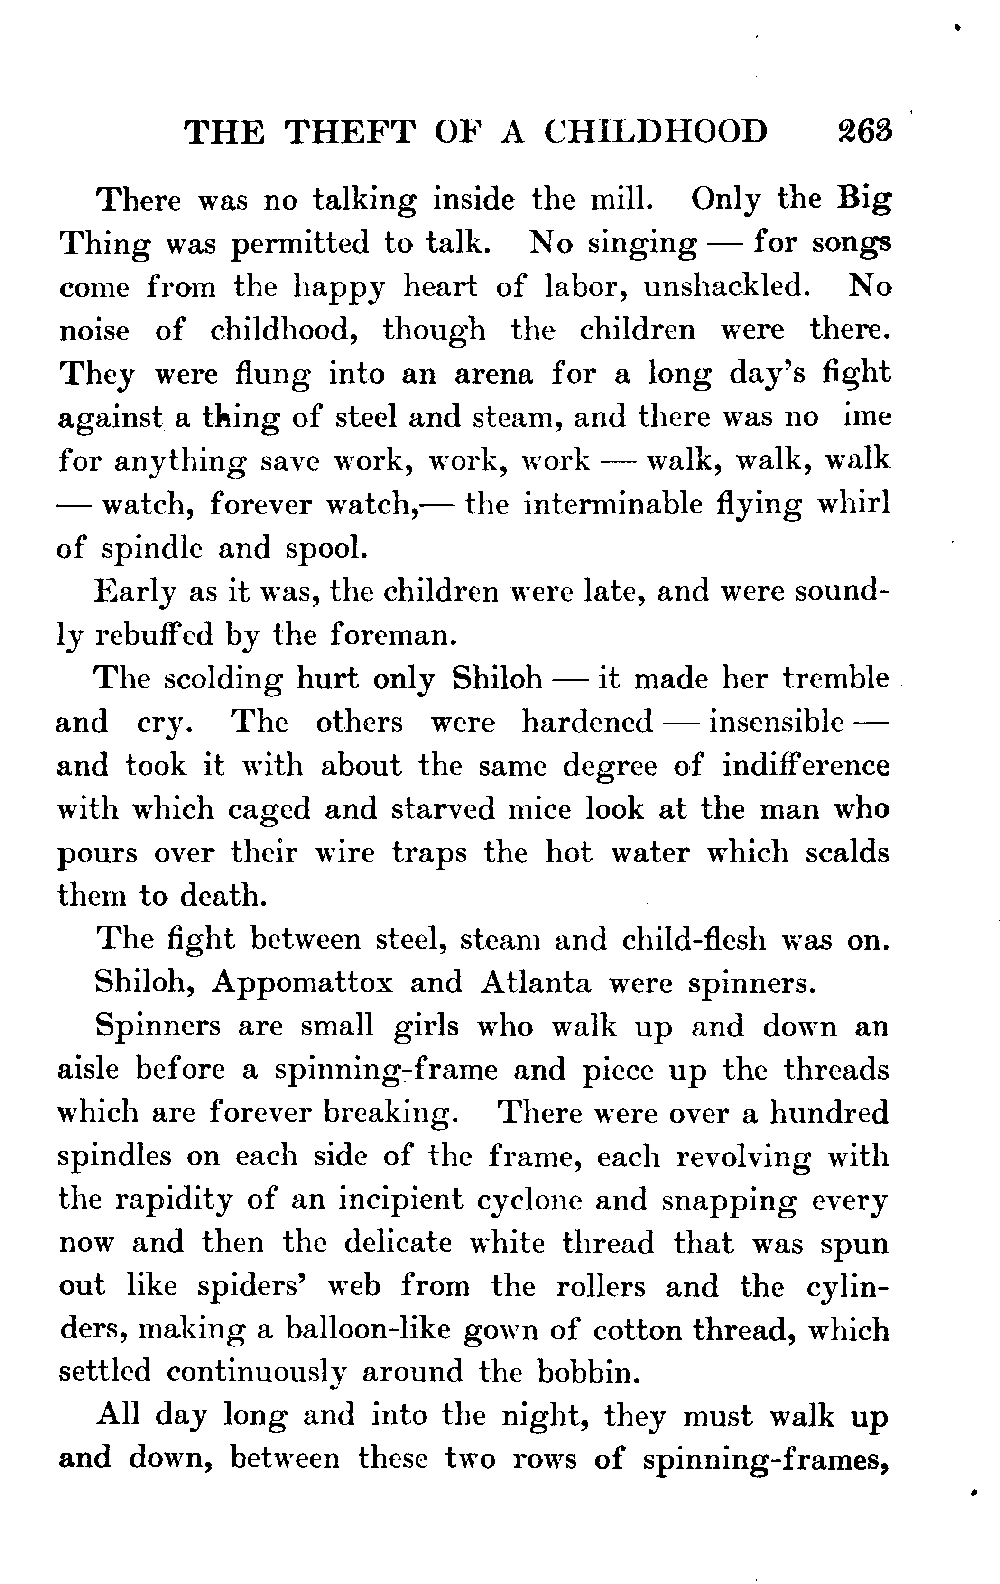 THE THEFT OF A CHILDHOOD 263
There was no talking inside the mill. Only the Big
Thing was permitted to talk. No singing — for songs
come from the happy heart of labor, unshackled. No
noise of childhood, though the children were there.
They were flung into an arena for a long day's fight
against a thing of steel and steam, and there was no ime
for anything save work, work, work — walk, walk, walk
— watch, forever watch,— the interminable flying whirl
of spindle and spool.
Early as it was, the children were late, and were sound-
ly rebuffed by the foreman.
The scolding hurt only Shiloh — it made her tremble
and cry. The others were hardened — insensible —
and took it with about the same degree of indifference
with which caged and starved mice look at the man who
pours over their wire traps the hot water which scalds
them to death.
The fight between steel, steam and child-flesh was on.
Shiloh, Appomattox and Atlanta were spinners.
Spinners are small girls who walk up and down an
aisle before a spinning-frame and piece up the threads
which are forever breaking. There were over a hundred
spindles on each side of the frame, each revolving with
the rapidity of an incipient cyclone and snapping every
now and then the delicate white thread that was spun
out like spiders' web from the rollers and the cylin-
ders, making a balloon-like gown of cotton thread, which
settled continuously around the bobbin.
All day long and into the night, they must walk up
and down, between these two rows of spinning-frames,